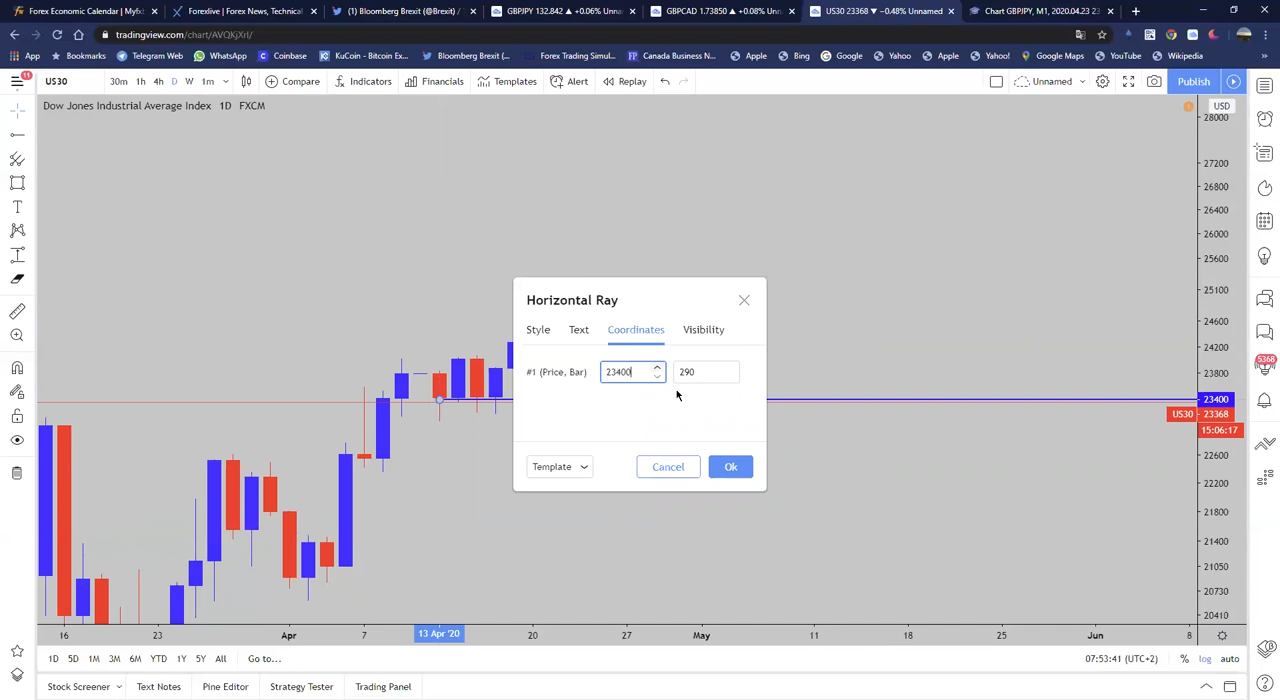 Forex Economic Calendar | Myfx
Forexlive | Forex News, Technical
(1) Bloomberg Brexit (@Brexit) /
GBPJPY 132.842 ▲ +0.06% Unnam
GBPCAD 1.73850 ▲ +0.08% Unn
US30 23368 ▼ −0.48% Unnamed
Chart GBPJPY, M1, 2020.04.23 23
tradingview.com/chart/AVQKjXrI/
App
Bookmarks
Telegram Web
WhatsApp
Coinbase
KuCoin - Bitcoin Ex...
Bloomberg Brexit (...
Forex Trading Simul...
Canada Business N...
Apple
Bing
Google
Yahoo
Apple
Yahoo!
Google Maps
YouTube
Wikipedia
11
US30
30m 1h 4h D W 1m
Compare
Indicators
Financials
Templates
Alert
Replay
Unnamed
Publish
Dow Jones Industrial Average Index 1D FXCM
USD
28000
27200
26800
26400
26000
25600
25100
24600
24200
23800
23400
US30 23368
15:06:17
22600
22200
21800
21400
21050
20730
20410
5368
Horizontal Ray
Style Text Coordinates Visibility
#1 (Price, Bar) 23400 290
Template Cancel Ok
16 23 Apr 7 13 Apr '20 20 27 May 11 18 25 Jun 8
1D 5D 1M 3M 6M YTD 1Y 5Y All Go to...
07:53:41 (UTC+2) % log auto
Stock Screener Text Notes Pine Editor Strategy Tester Trading Panel